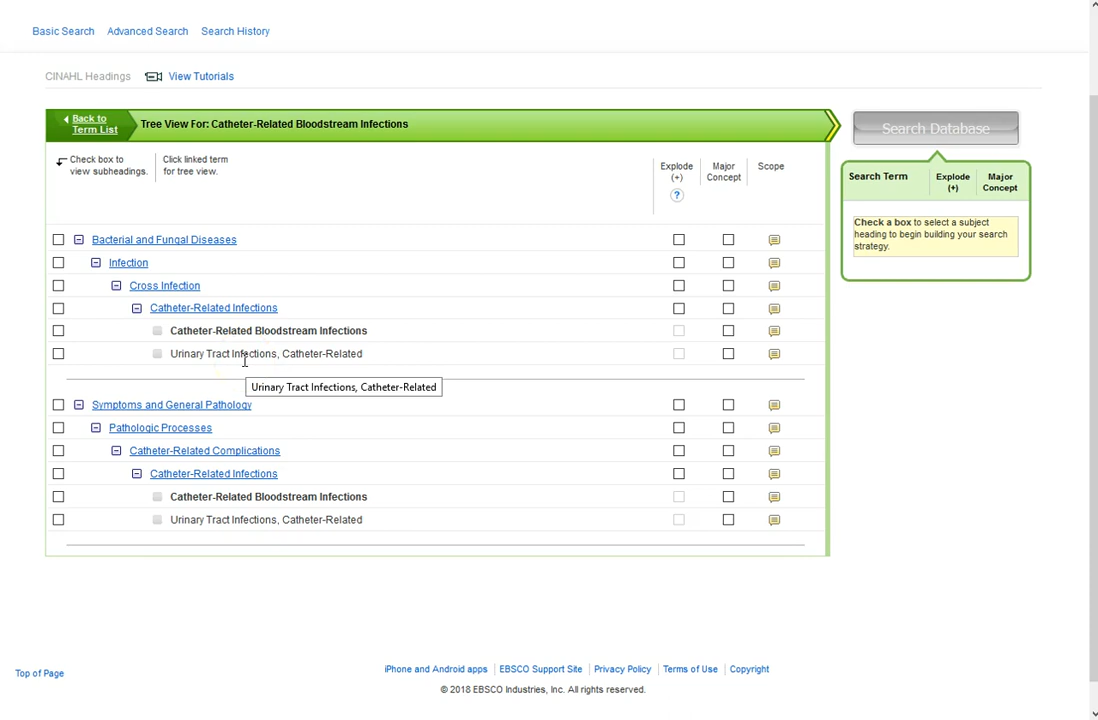 Basic Search Advanced Search Search History
CINAHL Headings View Tutorials
Back to
Term List
Tree View For: Catheter-Related Bloodstream Infections
Search Database
Check box to
view subheadings.
Click linked term
for tree view.
Explode
(+)
?
Major
Concept
Scope
Search Term
Explode
(+)
Major
Concept
Check a box to select a subject
heading to begin building your search
strategy.
Bacterial and Fungal Diseases
Infection
Cross Infection
Catheter-Related Infections
Catheter-Related Bloodstream Infections
Urinary Tract Infections, Catheter-Related
Urinary Tract Infections, Catheter-Related
Symptoms and General Pathology
Pathologic Processes
Catheter-Related Complications
Catheter-Related Infections
Catheter-Related Bloodstream Infections
Urinary Tract Infections, Catheter-Related
Top of Page
iPhone and Android apps EBSCO Support Site Privacy Policy Terms of Use Copyright
© 2018 EBSCO Industries, Inc. All rights reserved.